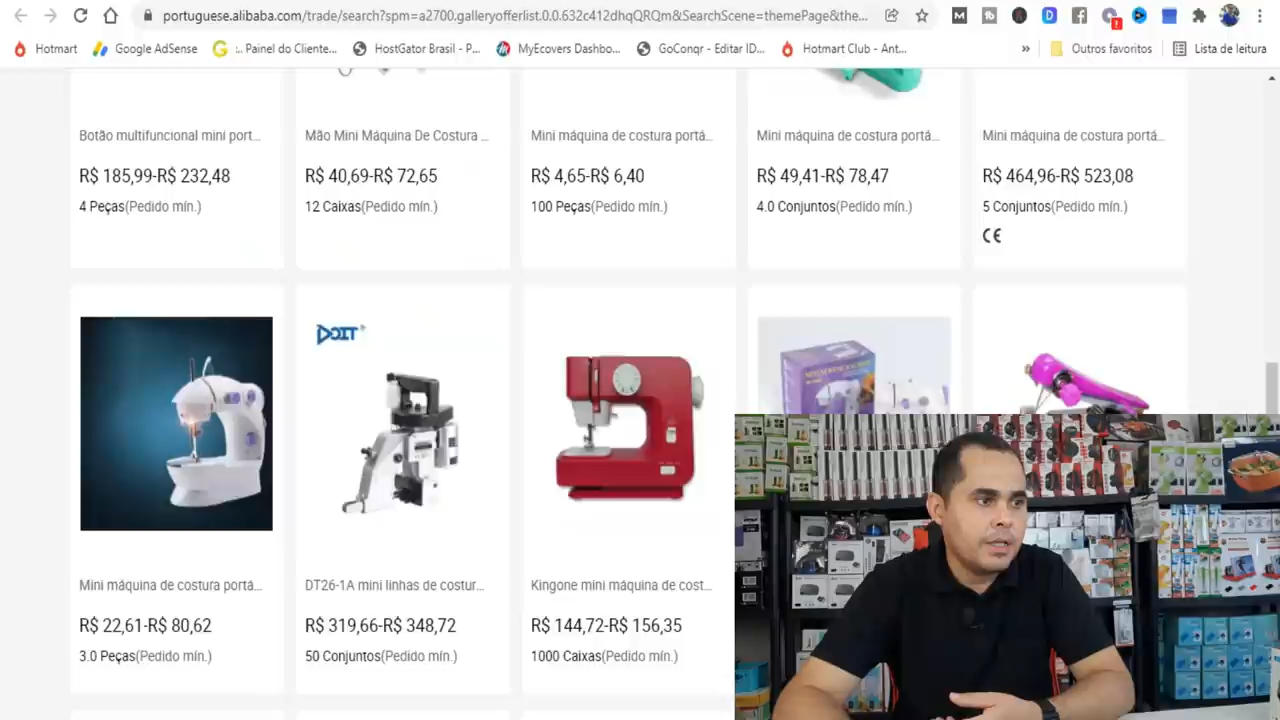 portuguese.alibaba.com/trade/search?spm=a2700.galleryofferlist.0.0.632c412dhqQRQm&SearchScene=themePage&the...
Hotmart
Google AdSense
:. Painel do Cliente...
HostGator Brasil - P...
MyEcovers Dashbo...
GoConqr - Editar ID...
Hotmart Club - Ant...
»
Outros favoritos
Lista de leitura
Botão multifuncional mini port...
Mão Mini Máquina De Costura ...
Mini máquina de costura portá...
Mini máquina de costura portá...
Mini máquina de costura portá...
R$ 185,99-R$ 232,48
R$ 40,69-R$ 72,65
R$ 4,65-R$ 6,40
R$ 49,41-R$ 78,47
R$ 464,96-R$ 523,08
4 Peças(Pedido mín.)
12 Caixas(Pedido mín.)
100 Peças(Pedido mín.)
4.0 Conjuntos(Pedido mín.)
5 Conjuntos(Pedido mín.)
CE
DOIT
Mini máquina de costura portá...
DT26-1A mini linhas de costur...
Kingone mini máquina de cost...
R$ 22,61-R$ 80,62
R$ 319,66-R$ 348,72
R$ 144,72-R$ 156,35
3.0 Peças(Pedido mín.)
50 Conjuntos(Pedido mín.)
1000 Caixas(Pedido mín.)